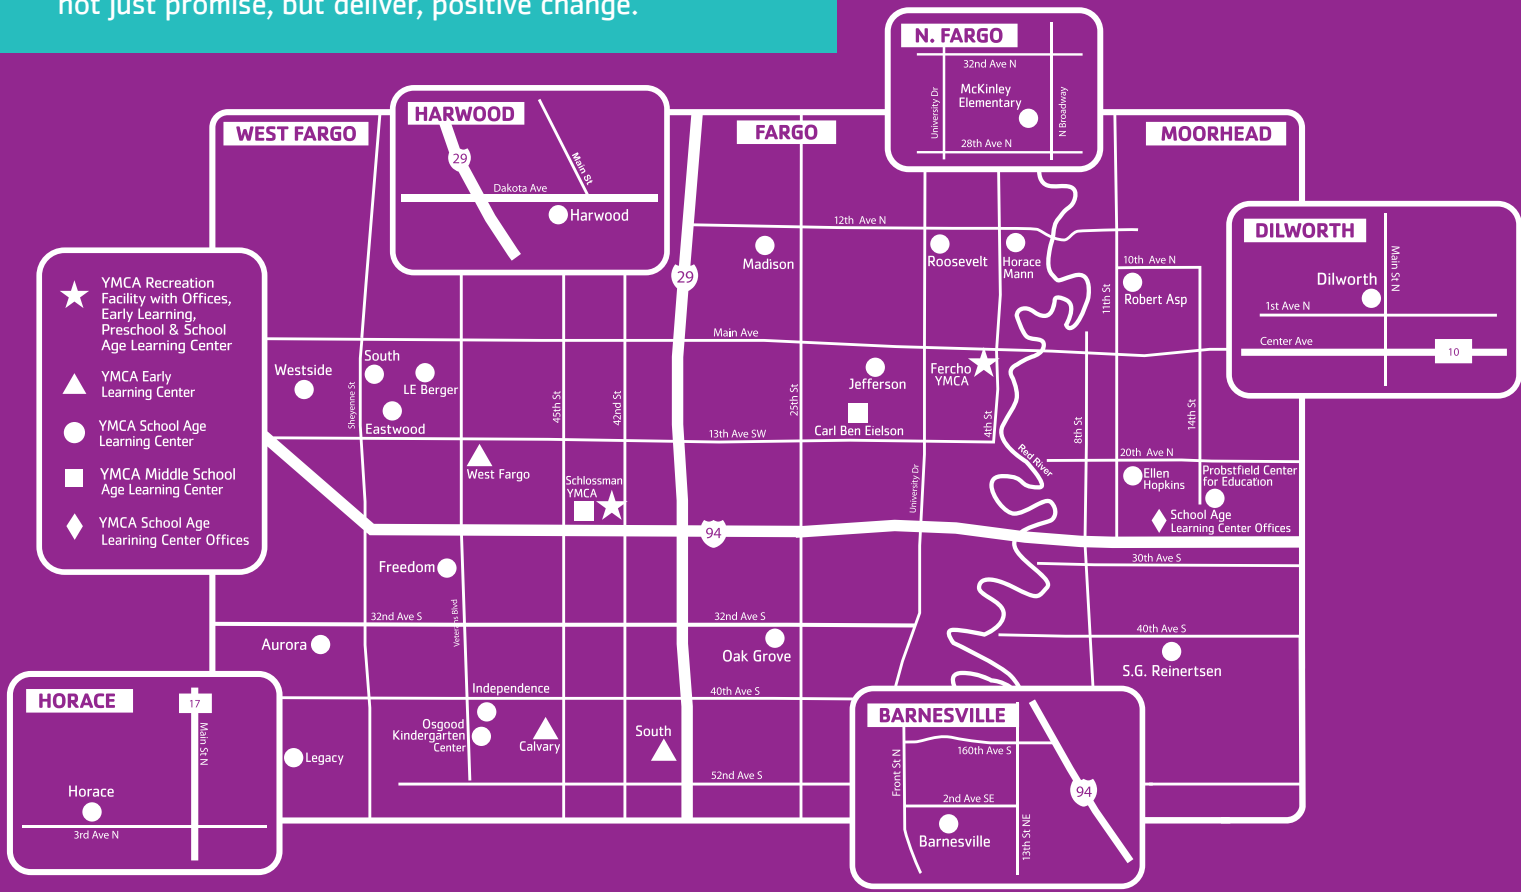 not just promise, but deliver, positive change.
N. FARGO
32nd Ave N
McKinley
Elementary
University Dr
N Broadway
28th Ave N
HARWOOD
29
Main St
Dakota Ave
Harwood
WEST FARGO
FARGO
MOORHEAD
DILWORTH
Main St N
Dilworth
1st Ave N
Center Ave
10
YMCA Recreation
Facility with Offices,
Early Learning,
Preschool & School
Age Learning Center
YMCA Early
Learning Center
YMCA School Age
Learning Center
YMCA Middle School
Age Learning Center
YMCA School Age
Learining Center Offices
12th Ave N
Madison
Roosevelt
Horace
Mann
10th Ave N
Robert Asp
11th St
29
Main Ave
Westside
South
LE Berger
Eastwood
Sheyenne St
45th St
42nd St
25th St
Jefferson
Fercho
YMCA
Carl Ben Eielson
4th St
8th St
14th St
13th Ave SW
Red River
20th Ave N
West Fargo
Schlossman
YMCA
University Dr
Ellen
Hopkins
Probstfield Center
for Education
School Age
Learning Center Offices
94
30th Ave S
Freedom
Veterans Blvd
32nd Ave S
32nd Ave S
40th Ave S
Aurora
Oak Grove
S.G. Reinertsen
Independence
40th Ave S
Osgood
Kindergarten
Center
Calvary
South
Legacy
52nd Ave S
HORACE
17
Main St N
Horace
3rd Ave N
BARNESVILLE
160th Ave S
Front St N
94
2nd Ave SE
Barnesville
13th St NE